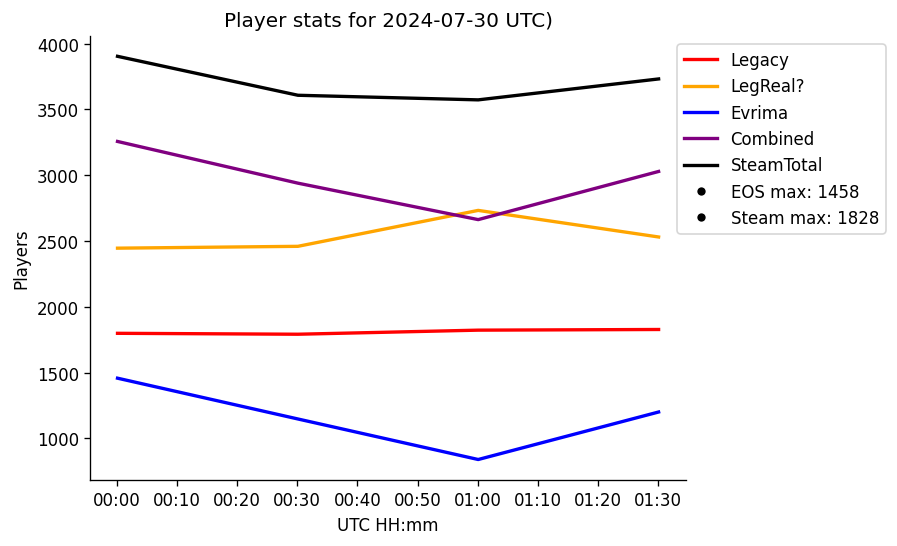 Player stats for 2024-07-30 UTC)
4000
3500
3000
2500
2000
1500
1000
Players
00:00 00:10 00:20 00:30 00:40 00:50 01:00 01:10 01:20 01:30
UTC HH:mm
Legacy
LegReal?
Evrima
Combined
SteamTotal
EOS max: 1458
Steam max: 1828